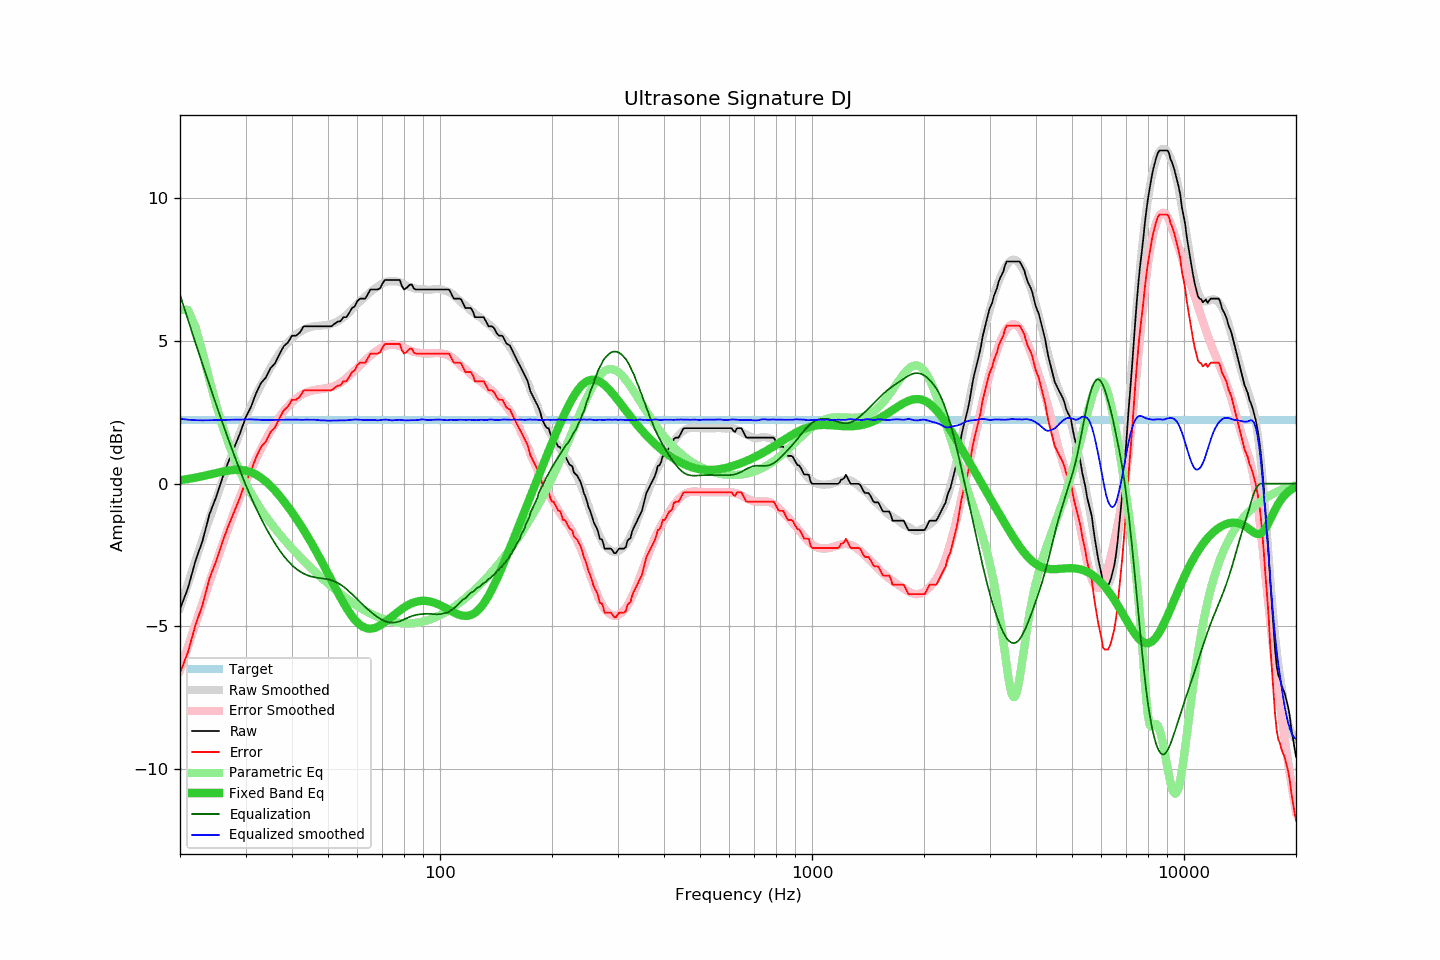 Ultrasone Signature DJ
Amplitude (dBr)
10
5
0
−5
−10
Target
Raw Smoothed
Error Smoothed
Raw
Error
Parametric Eq
Fixed Band Eq
Equalization
Equalized smoothed
100
1000
10000
Frequency (Hz)